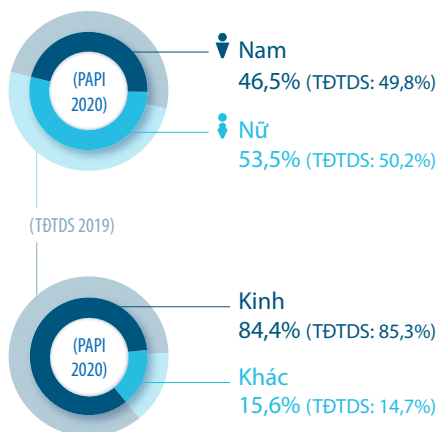 (PAPI
2020)
Nam
46,5% (TĐTDS: 49,8%)
Nữ
53,5% (TĐTDS: 50,2%)
(TĐTDS 2019)
(PAPI
2020)
Kinh
84,4% (TĐTDS: 85,3%)
Khác
15,6% (TĐTDS: 14,7%)